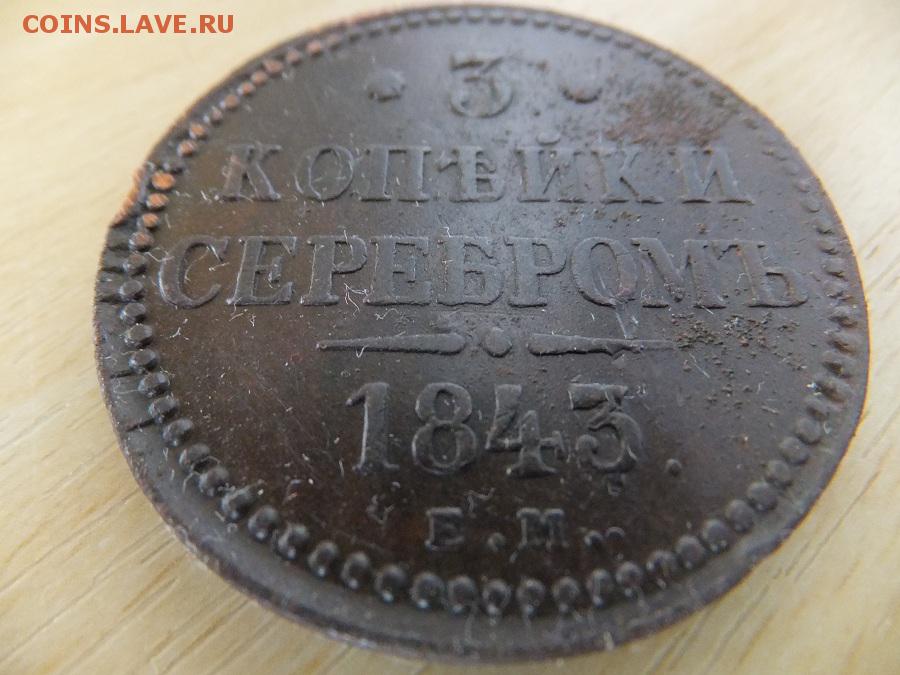 COINS.LAVE.RU
· 3 ·
КОПѢЙКИ
СЕРЕБРОМЪ
1843.
Е.М.